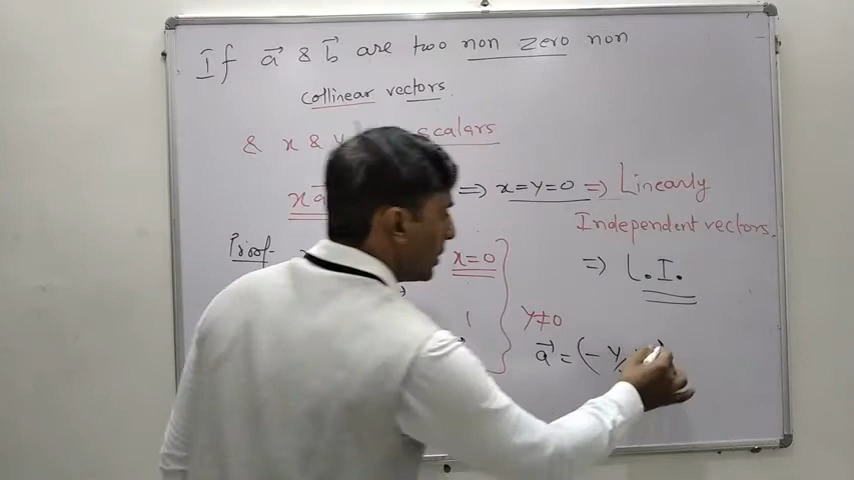 If a⃗ & b⃗ are two non zero non
collinear vectors.
& x & y scalars
x a⃗ ⇒ x=y=0 ⇒ Linearly
Independent vectors.
Proof- x=0
⇒ L.I.
y≠0
a⃗ = (-y